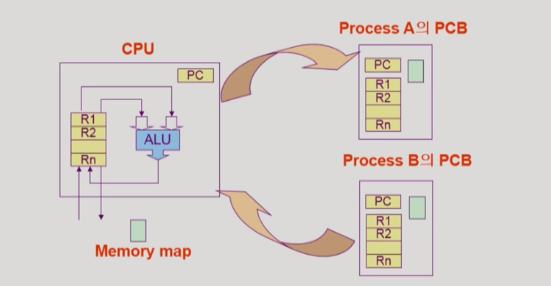 CPU
PC
R1
R2
Rn
ALU
Memory map
Process A의 PCB
PC
R1
R2
Rn
Process B의 PCB
PC
R1
R2
Rn